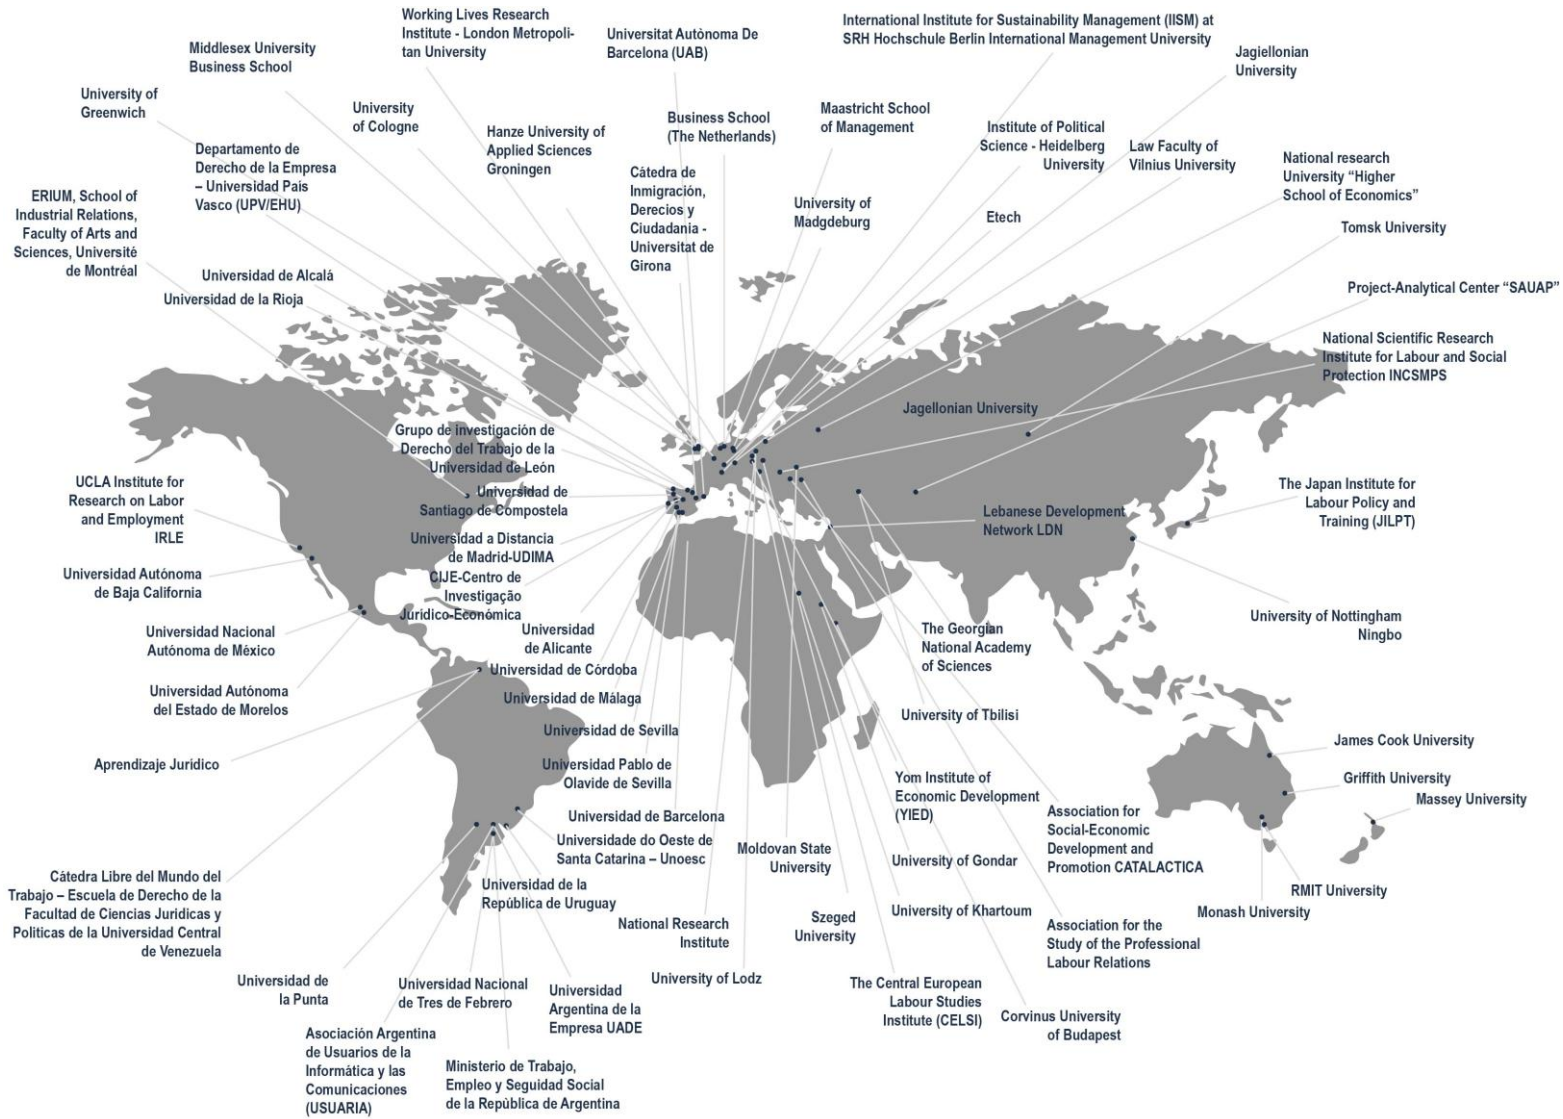 Working Lives Research
Institute - London Metropoli-
tan University
Universitat Autònoma De
Barcelona (UAB)
International Institute for Sustainability Management (IISM) at
SRH Hochschule Berlin International Management University
Middlesex University
Business School
Jagiellonian
University
University of
Greenwich
University
of Cologne
Hanze University of
Applied Sciences
Groningen
Business School
(The Netherlands)
Maastricht School
of Management
Institute of Political
Science - Heidelberg
University
Law Faculty of
Vilnius University
National research
University “Higher
School of Economics”
Departamento de
Derecho de la Empresa
– Universidad Pais
Vasco (UPV/EHU)
Cátedra de
Inmigración,
Derecios y
Ciudadania -
Universitat de
Girona
University of
Madgdeburg
Etech
Tomsk University
ERIUM, School of
Industrial Relations,
Faculty of Arts and
Sciences, Université
de Montréal
Universidad de Alcalá
Universidad de la Rioja
Project-Analytical Center “SAUAP”
National Scientific Research
Institute for Labour and Social
Protection INCSMPS
Jagellonian University
Grupo de investigación de
Derecho del Trabajo de la
Universidad de León
UCLA Institute for
Research on Labor
and Employment
IRLE
Universidad de
Santiago de Compostela
The Japan Institute for
Labour Policy and
Training (JILPT)
Lebanese Development
Network LDN
Universidad a Distancia
de Madrid-UDIMA
CIJE-Centro de
Investigação
Jurídico-Económica
Universidad Autónoma
de Baja California
University of Nottingham
Ningbo
Universidad Nacional
Autónoma de México
Universidad
de Alicante
The Georgian
National Academy
of Sciences
Universidad de Córdoba
Universidad Autónoma
del Estado de Morelos
Universidad de Málaga
University of Tbilisi
Universidad de Sevilla
James Cook University
Aprendizaje Jurídico
Universidad Pablo de
Olavide de Sevilla
Yom Institute of
Economic Development
(YIED)
Griffith University
Massey University
Universidad de Barcelona
Association for
Social-Economic
Development and
Promotion CATALACTICA
Universidade do Oeste de
Santa Catarina – Unoesc
Moldovan State
University
University of Gondar
Cátedra Libre del Mundo del
Trabajo – Escuela de Derecho de la
Facultad de Ciencias Juridicas y
Politicas de la Universidad Central
de Venezuela
Universidad de la
Repùblica de Uruguay
RMIT University
Monash University
National Research
Institute
Szeged
University
University of Khartoum
Association for the
Study of the Professional
Labour Relations
Universidad de
la Punta
Universidad Nacional
de Tres de Febrero
Universidad
Argentina de la
Empresa UADE
University of Lodz
The Central European
Labour Studies
Institute (CELSI)
Corvinus University
of Budapest
Asociación Argentina
de Usuarios de la
Informática y las
Comunicaciones
(USUARIA)
Ministerio de Trabajo,
Empleo y Seguidad Social
de la Repùblica de Argentina